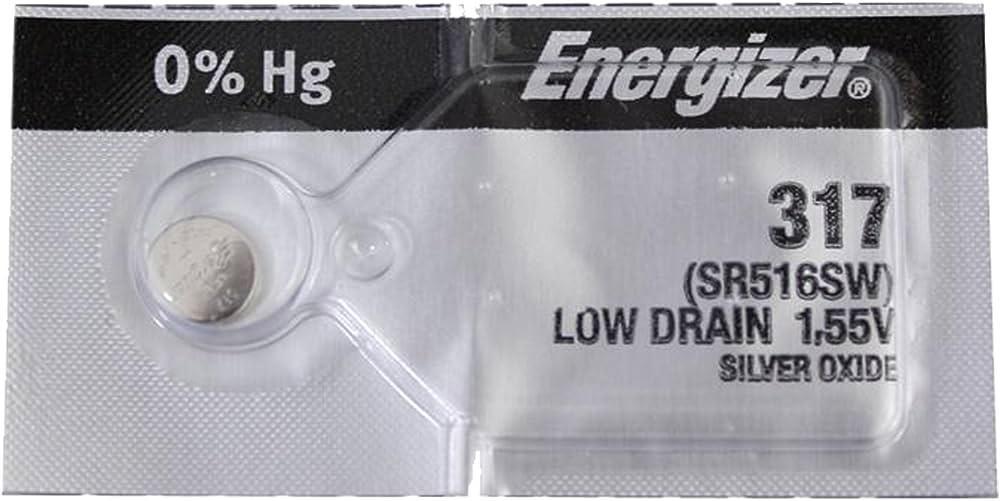 0% Hg
Energizer®
317
(SR516SW)
LOW DRAIN 1.55V
SILVER OXIDE